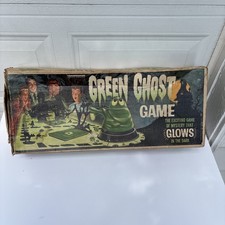 GREEN GHOST
GAME
THE EXCITING GAME
OF MYSTERY THAT
GLOWS
IN THE DARK